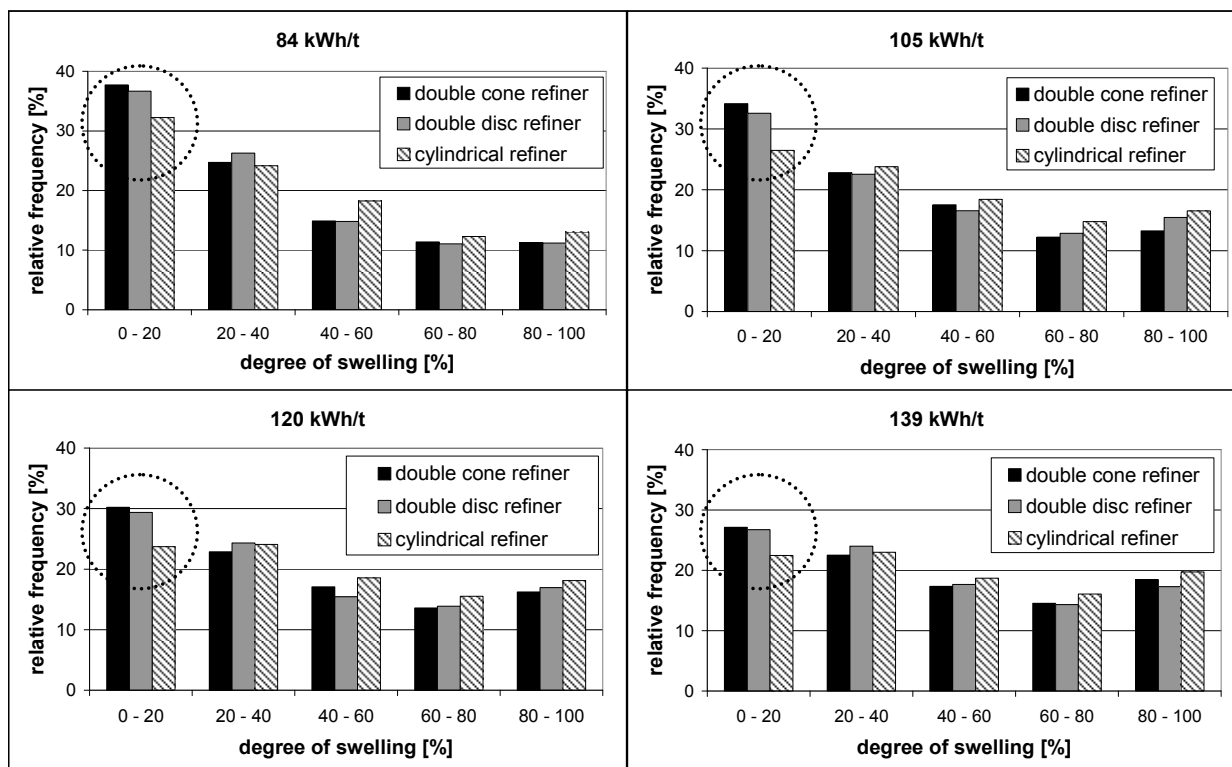 84 kWh/t
relative frequency [%]
40
30
20
10
0
double cone refiner
double disc refiner
cylindrical refiner
0 - 20 20 - 40 40 - 60 60 - 80 80 - 100
degree of swelling [%]
105 kWh/t
relative frequency [%]
40
30
20
10
0
double cone refiner
double disc refiner
cylindrical refiner
0 - 20 20 - 40 40 - 60 60 - 80 80 - 100
degree of swelling [%]
120 kWh/t
relative frequency [%]
40
30
20
10
0
double cone refiner
double disc refiner
cylindrical refiner
0 - 20 20 - 40 40 - 60 60 - 80 80 - 100
degree of swelling [%]
139 kWh/t
relative frequency [%]
40
30
20
10
0
double cone refiner
double disc refiner
cylindrical refiner
0 - 20 20 - 40 40 - 60 60 - 80 80 - 100
degree of swelling [%]